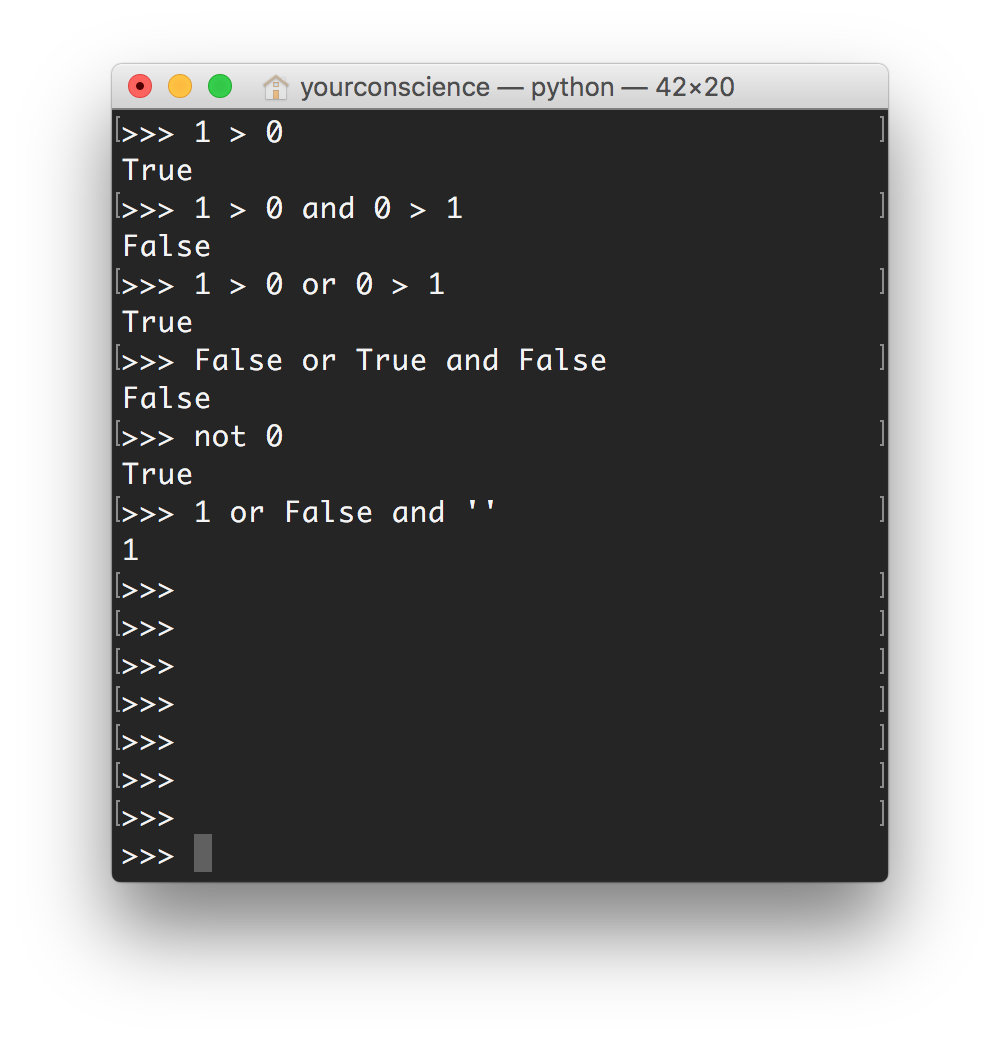 yourconscience — python — 42×20
[>>> 1 > 0 ]
True
[>>> 1 > 0 and 0 > 1 ]
False
[>>> 1 > 0 or 0 > 1 ]
True
[>>> False or True and False ]
False
[>>> not 0 ]
True
[>>> 1 or False and '' ]
1
[>>> ]
[>>> ]
[>>> ]
[>>> ]
[>>> ]
[>>> ]
[>>> ]
>>>